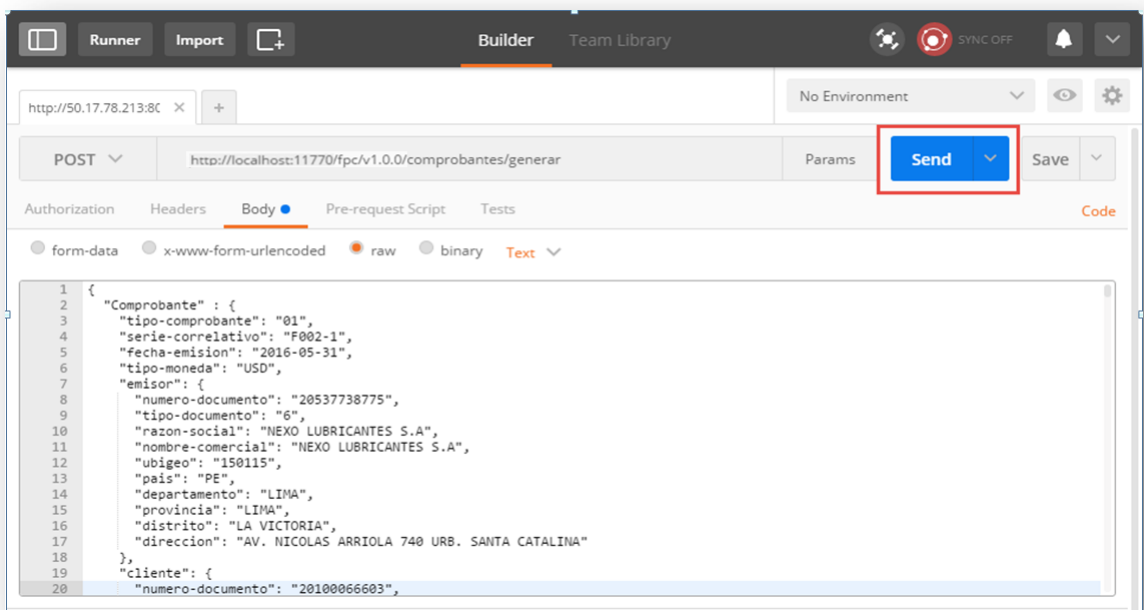 Runner Import Builder Team Library SYNC OFF
http://50.17.78.213:8C No Environment
POST http://localhost:11770/fpc/v1.0.0/comprobantes/generar Params Send Save
Authorization Headers Body Pre-request Script Tests Code
form-data x-www-form-urlencoded raw binary Text
1 {
2 "Comprobante" : {
3 "tipo-comprobante": "01",
4 "serie-correlativo": "F002-1",
5 "fecha-emision": "2016-05-31",
6 "tipo-moneda": "USD",
7 "emisor": {
8 "numero-documento": "20537738775",
9 "tipo-documento": "6",
10 "razon-social": "NEXO LUBRICANTES S.A",
11 "nombre-comercial": "NEXO LUBRICANTES S.A",
12 "ubigeo": "150115",
13 "pais": "PE",
14 "departamento": "LIMA",
15 "provincia": "LIMA",
16 "distrito": "LA VICTORIA",
17 "direccion": "AV. NICOLAS ARRIOLA 740 URB. SANTA CATALINA"
18 },
19 "cliente": {
20 "numero-documento": "20100066603",